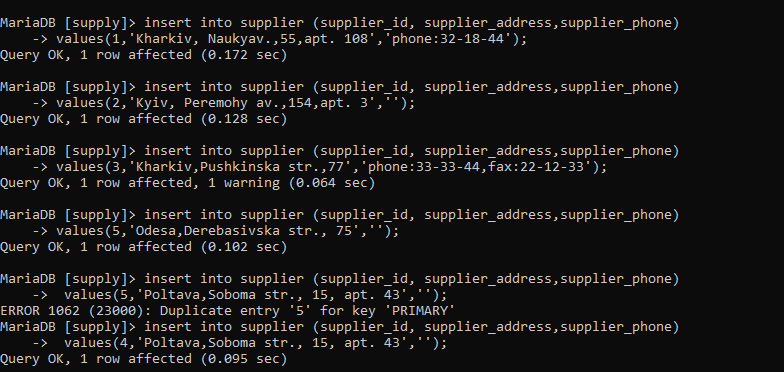 MariaDB [supply]> insert into supplier (supplier_id, supplier_address,supplier_phone)
    -> values(1,'Kharkiv, Naukyav.,55,apt. 108','phone:32-18-44');
Query OK, 1 row affected (0.172 sec)
MariaDB [supply]> insert into supplier (supplier_id, supplier_address,supplier_phone)
    -> values(2,'Kyiv, Peremohy av.,154,apt. 3','');
Query OK, 1 row affected (0.128 sec)
MariaDB [supply]> insert into supplier (supplier_id, supplier_address,supplier_phone)
    -> values(3,'Kharkiv,Pushkinska str.,77','phone:33-33-44,fax:22-12-33');
Query OK, 1 row affected, 1 warning (0.064 sec)
MariaDB [supply]> insert into supplier (supplier_id, supplier_address,supplier_phone)
    -> values(5,'Odesa,Derebasivska str., 75','');
Query OK, 1 row affected (0.102 sec)
MariaDB [supply]> insert into supplier (supplier_id, supplier_address,supplier_phone)
    ->  values(5,'Poltava,Soboma str., 15, apt. 43','');
ERROR 1062 (23000): Duplicate entry '5' for key 'PRIMARY'
MariaDB [supply]> insert into supplier (supplier_id, supplier_address,supplier_phone)
    ->  values(4,'Poltava,Soboma str., 15, apt. 43','');
Query OK, 1 row affected (0.095 sec)